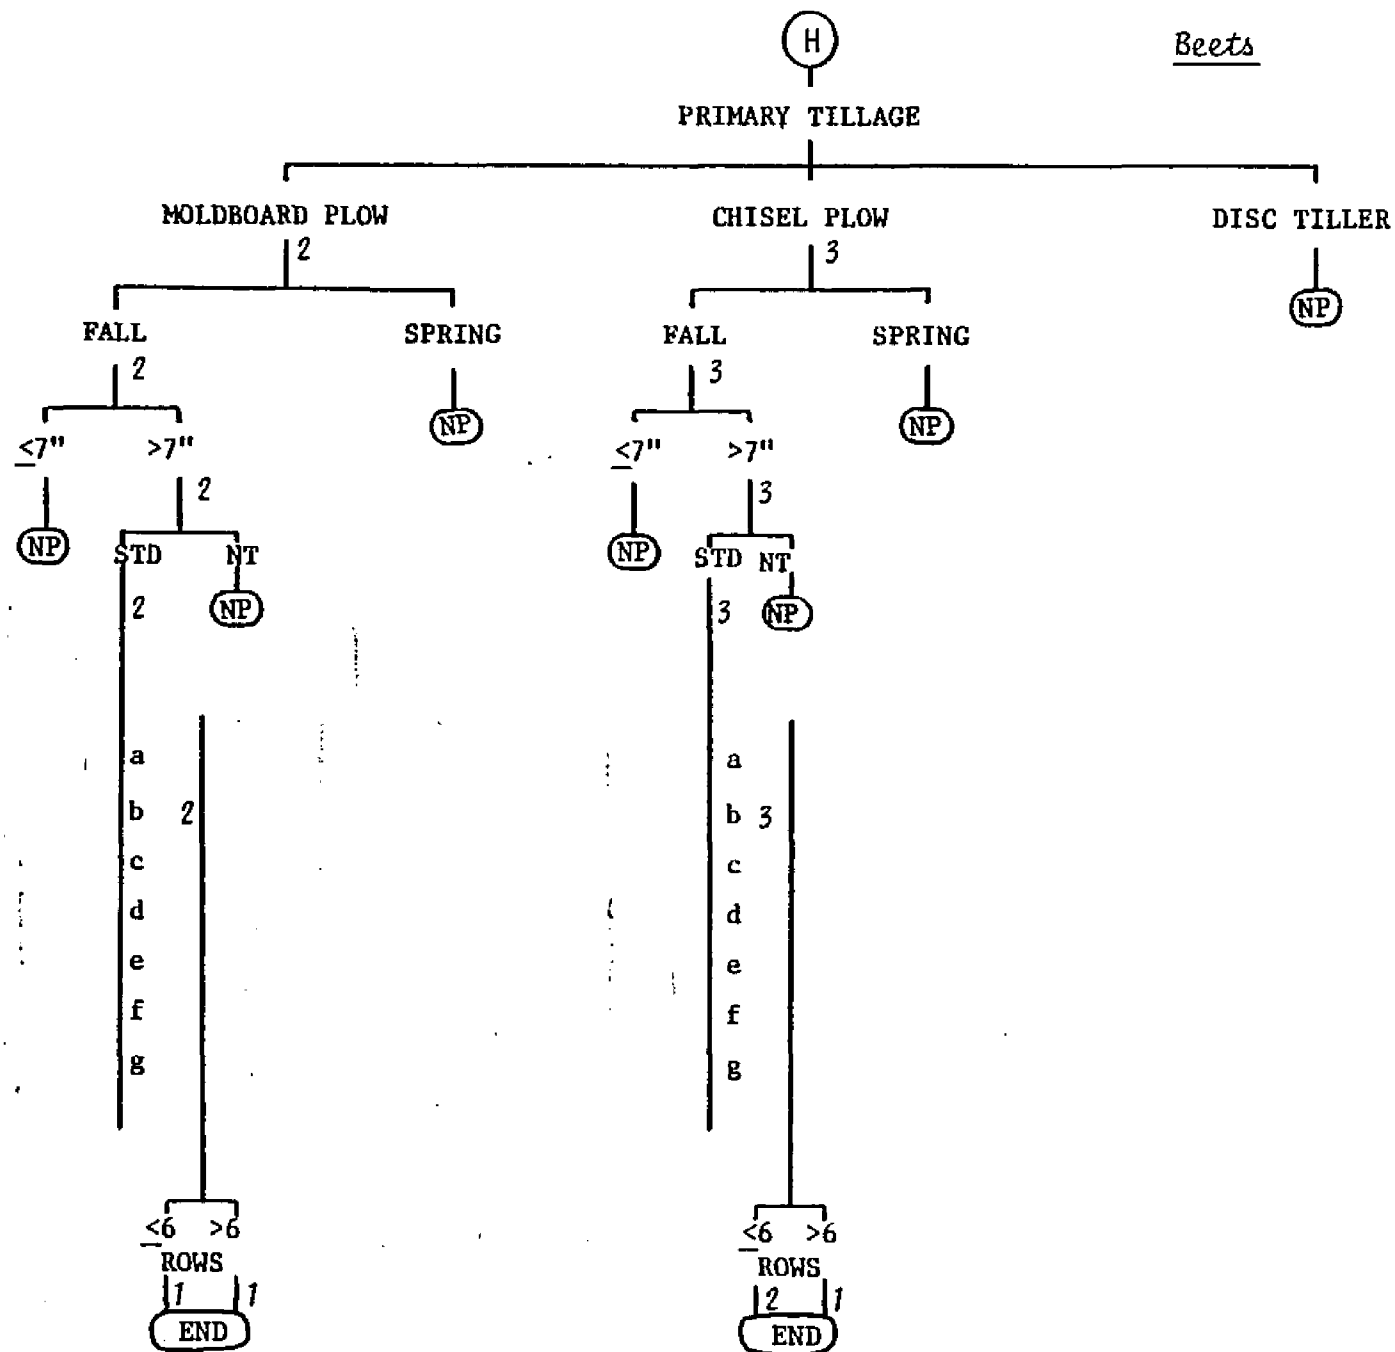 H
Beets
PRIMARY TILLAGE
MOLDBOARD PLOW CHISEL PLOW DISC TILLER
2 3
NP
FALL SPRING FALL SPRING
2 3
NP NP
≤7" >7" ≤7" >7"
2 3
NP STD NT NP STD NT
2 NP 3 NP
a a
b 2 b 3
c c
d d
e e
f f
g g
≤6 >6 ≤6 >6
ROWS ROWS
1 1 2 1
END END